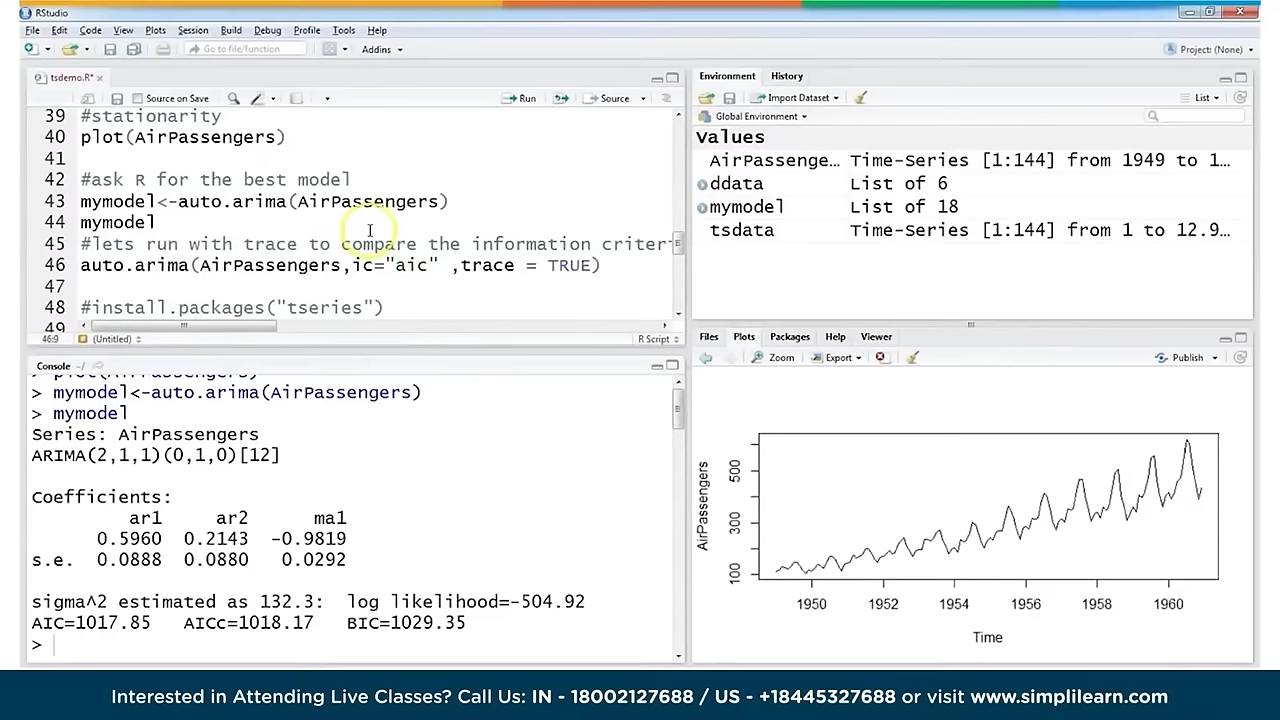 RStudio
File Edit Code View Plots Session Build Debug Profile Tools Help
Go to file/function Addins Project: (None)
tsdemo.R*
Source on Save Run Source
39 #stationarity
40 plot(AirPassengers)
41
42 #ask R for the best model
43 mymodel<-auto.arima(AirPassengers)
44 mymodel
45 #lets run with trace to compare the information criter
46 auto.arima(AirPassengers,ic="aic" ,trace = TRUE)
47
48 #install.packages("tseries")
49
46:9 (Untitled) R Script
Console ~/
> plot(AirPassengers)
> mymodel<-auto.arima(AirPassengers)
> mymodel
Series: AirPassengers
ARIMA(2,1,1)(0,1,0)[12]
Coefficients:
ar1 ar2 ma1
0.5960 0.2143 -0.9819
s.e. 0.0888 0.0880 0.0292
sigma^2 estimated as 132.3: log likelihood=-504.92
AIC=1017.85 AICc=1018.17 BIC=1029.35
>
Environment History
Import Dataset List
Global Environment
Values
AirPassenge… Time-Series [1:144] from 1949 to 1…
ddata List of 6
mymodel List of 18
tsdata Time-Series [1:144] from 1 to 12.9…
Files Plots Packages Help Viewer
Zoom Export Publish
AirPassengers
500
300
100
1950 1952 1954 1956 1958 1960
Time
Interested in Attending Live Classes? Call Us: IN - 18002127688 / US - +18445327688 or visit www.simplilearn.com